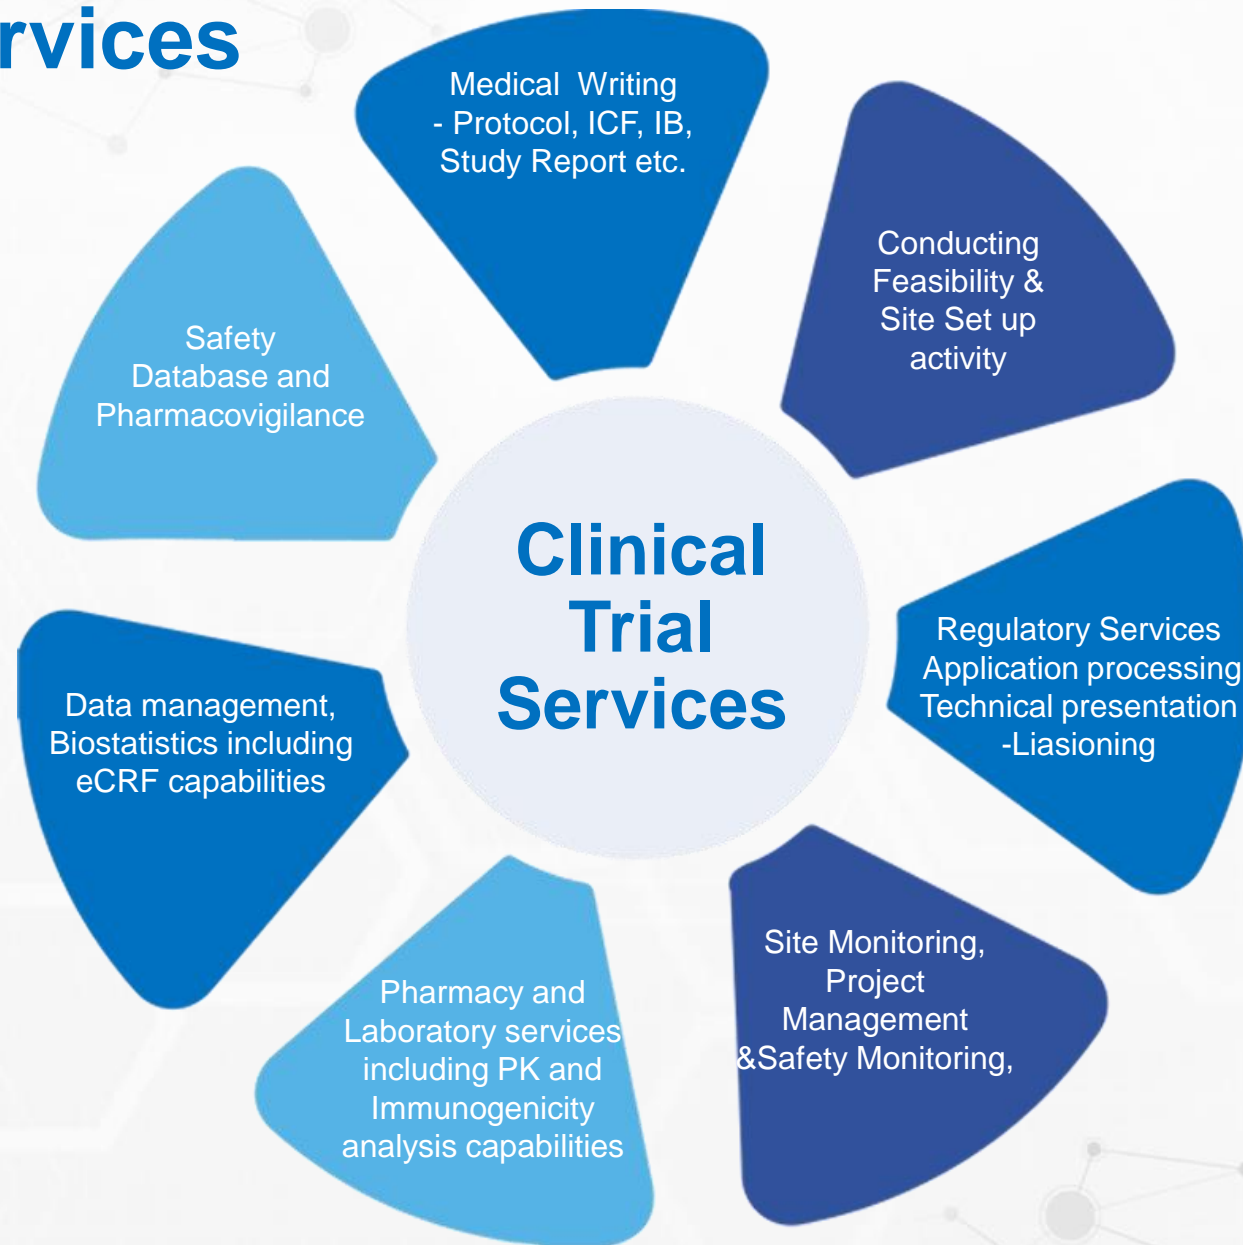 rvices
Medical Writing
- Protocol, ICF, IB,
Study Report etc.
Conducting
Feasibility &
Site Set up
activity
Regulatory Services
Application processing
Technical presentation
-Liasioning
Site Monitoring,
Project
Management
&Safety Monitoring,
Pharmacy and
Laboratory services
including PK and
Immunogenicity
analysis capabilities
Data management,
Biostatistics including
eCRF capabilities
Safety
Database and
Pharmacovigilance
Clinical
Trial
Services